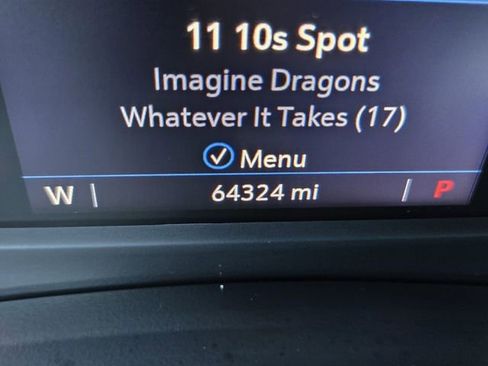 11 10s Spot
Imagine Dragons
Whatever It Takes (17)
Menu
W 64324 mi P